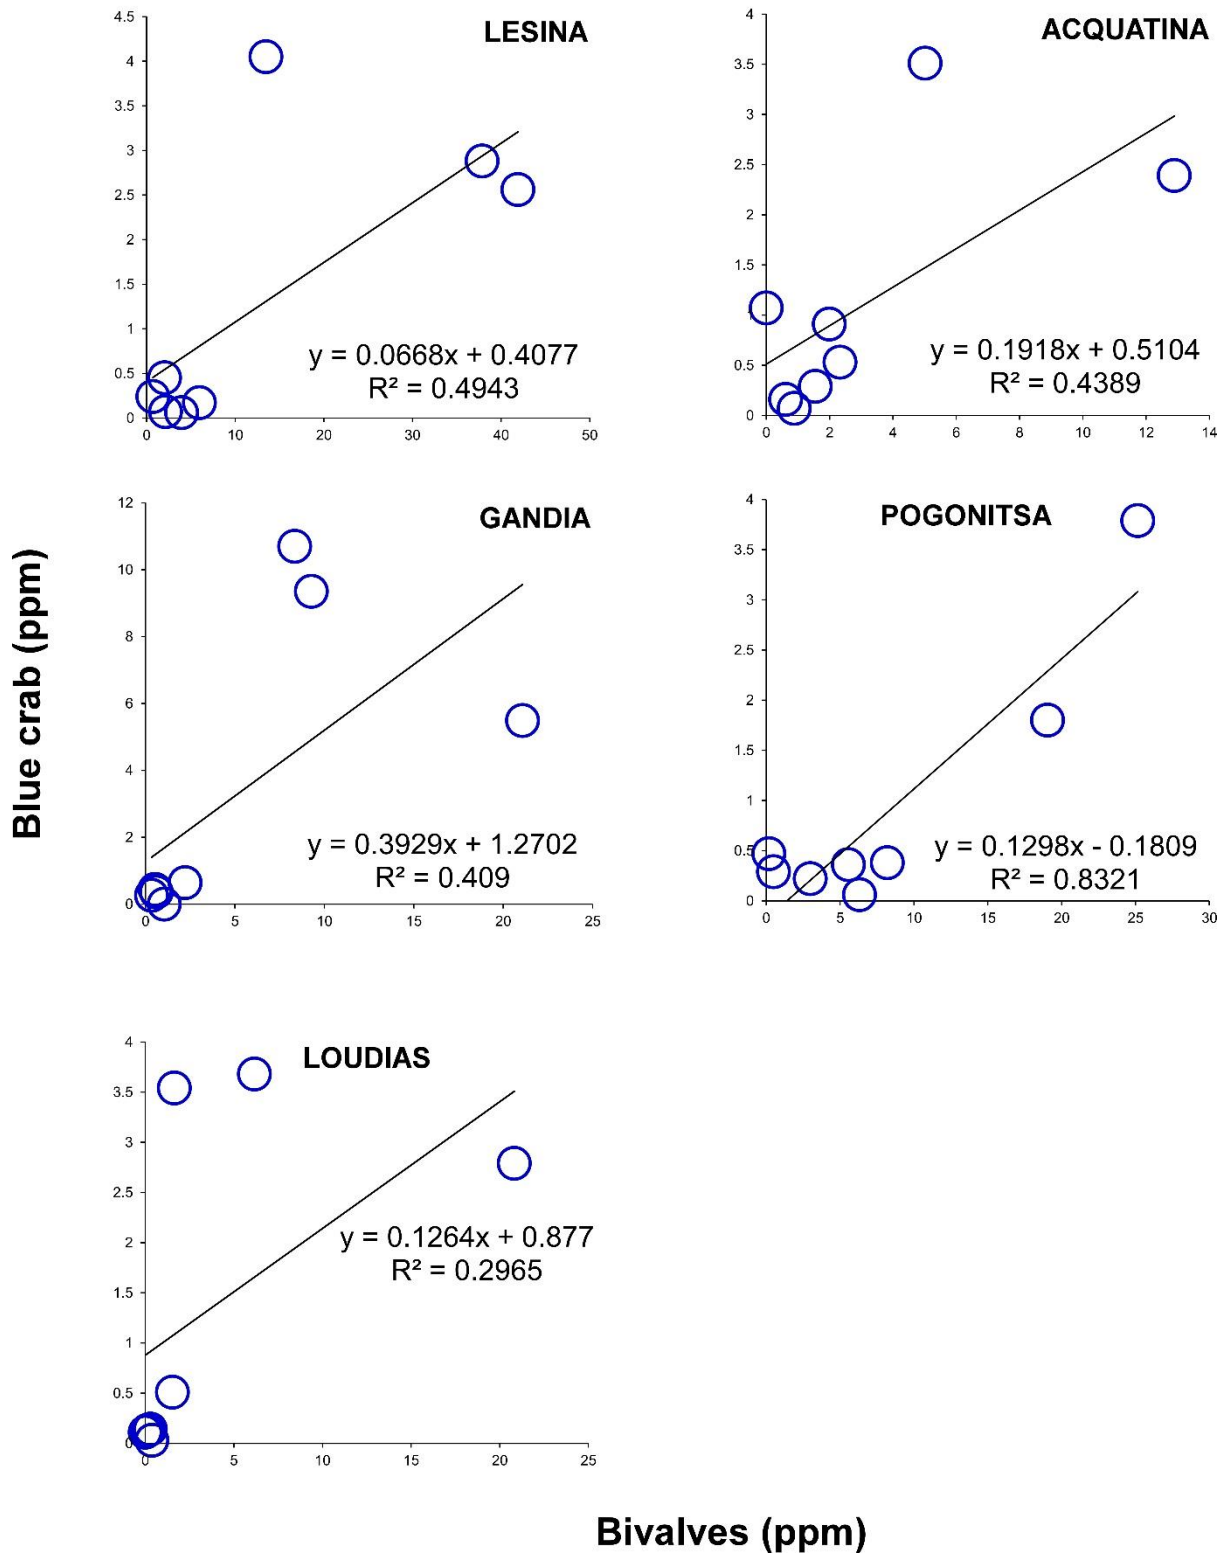 LESINA
4.5
4
3.5
3
2.5
2
1.5
1
0.5
0
y = 0.0668x + 0.4077
R² = 0.4943
0 10 20 30 40 50
ACQUATINA
4
3.5
3
2.5
2
1.5
1
0.5
0
y = 0.1918x + 0.5104
R² = 0.4389
0 2 4 6 8 10 12 14
GANDIA
12
10
8
6
4
2
0
y = 0.3929x + 1.2702
R² = 0.409
0 5 10 15 20 25
POGONITSA
4
3.5
3
2.5
2
1.5
1
0.5
0
y = 0.1298x - 0.1809
R² = 0.8321
0 5 10 15 20 25 30
Blue crab (ppm)
LOUDIAS
4
3.5
3
2.5
2
1.5
1
0.5
0
y = 0.1264x + 0.877
R² = 0.2965
0 5 10 15 20 25
Bivalves (ppm)